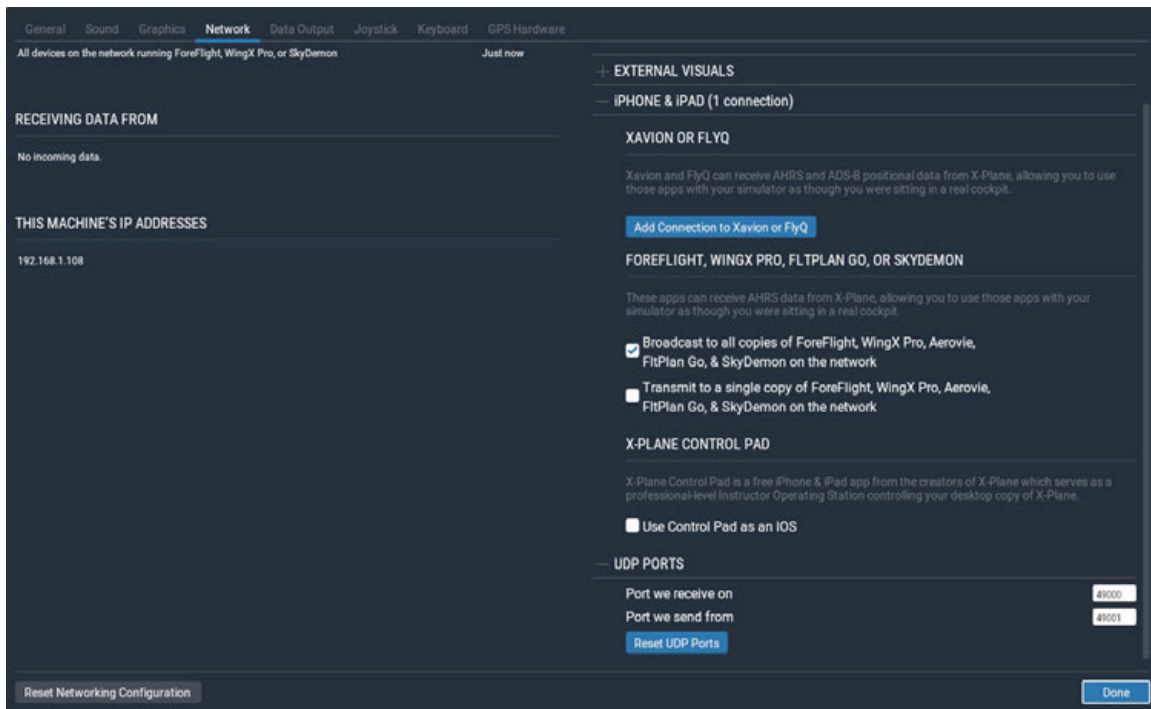 General Sound Graphics Network Data Output Joystick Keyboard GPS Hardware
All devices on the network running ForeFlight, WingX Pro, or SkyDemon Just now
RECEIVING DATA FROM
No incoming data.
THIS MACHINE'S IP ADDRESSES
192.168.1.108
EXTERNAL VISUALS
iPHONE & iPAD (1 connection)
XAVION OR FLYQ
Xavion and FlyQ can receive AHRS and ADS-B positional data from X-Plane, allowing you to use
those apps with your simulator as though you were sitting in a real cockpit.
Add Connection to Xavion or FlyQ
FOREFLIGHT, WINGX PRO, FLTPLAN GO, OR SKYDEMON
These apps can receive AHRS data from X-Plane, allowing you to use those apps with your
simulator as though you were sitting in a real cockpit.
Broadcast to all copies of ForeFlight, WingX Pro, Aerovie,
FltPlan Go, & SkyDemon on the network
Transmit to a single copy of ForeFlight, WingX Pro, Aerovie,
FltPlan Go, & SkyDemon on the network
X-PLANE CONTROL PAD
X-Plane Control Pad is a free iPhone & iPad app from the creators of X-Plane which serves as a
professional-level Instructor Operating Station controlling your desktop copy of X-Plane.
Use Control Pad as an IOS
UDP PORTS
Port we receive on 49000
Port we send from 49001
Reset UDP Ports
Reset Networking Configuration
Done